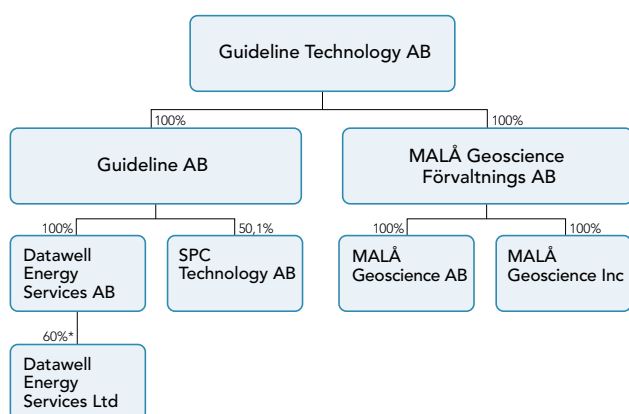 Guideline Technology AB
100%
100%
Guideline AB
MALÅ Geoscience
Förvaltnings AB
100%
50,1%
100%
100%
Datawell
Energy
Services AB
SPC
Technology AB
MALÅ
Geoscience AB
MALÅ
Geoscience Inc
60%*
Datawell
Energy
Services Ltd